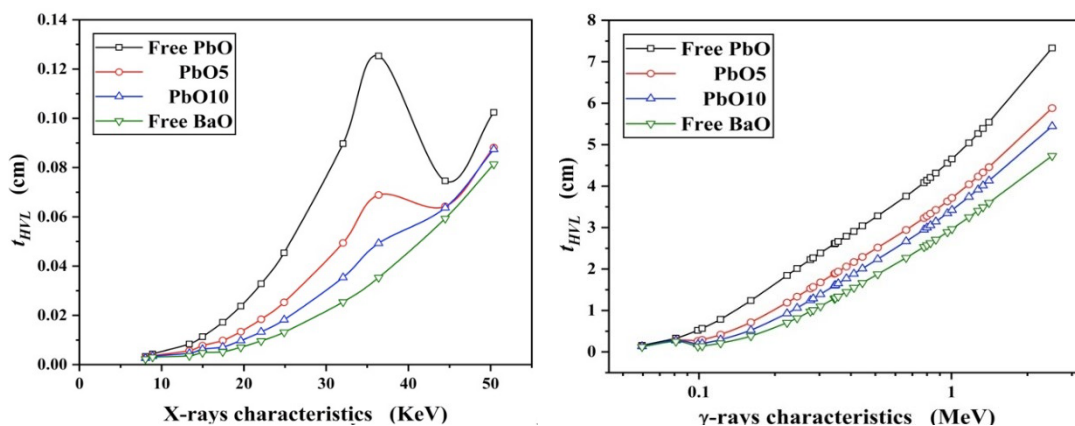 0.14
0.12
0.10
0.08
0.06
0.04
0.02
0.00
t_HVL (cm)
Free PbO
PbO5
PbO10
Free BaO
0 10 20 30 40 50
X-rays characteristics (KeV)
8
7
6
5
4
3
2
1
0
t_HVL (cm)
Free PbO
PbO5
PbO10
Free BaO
0.1 1
γ-rays characteristics (MeV)